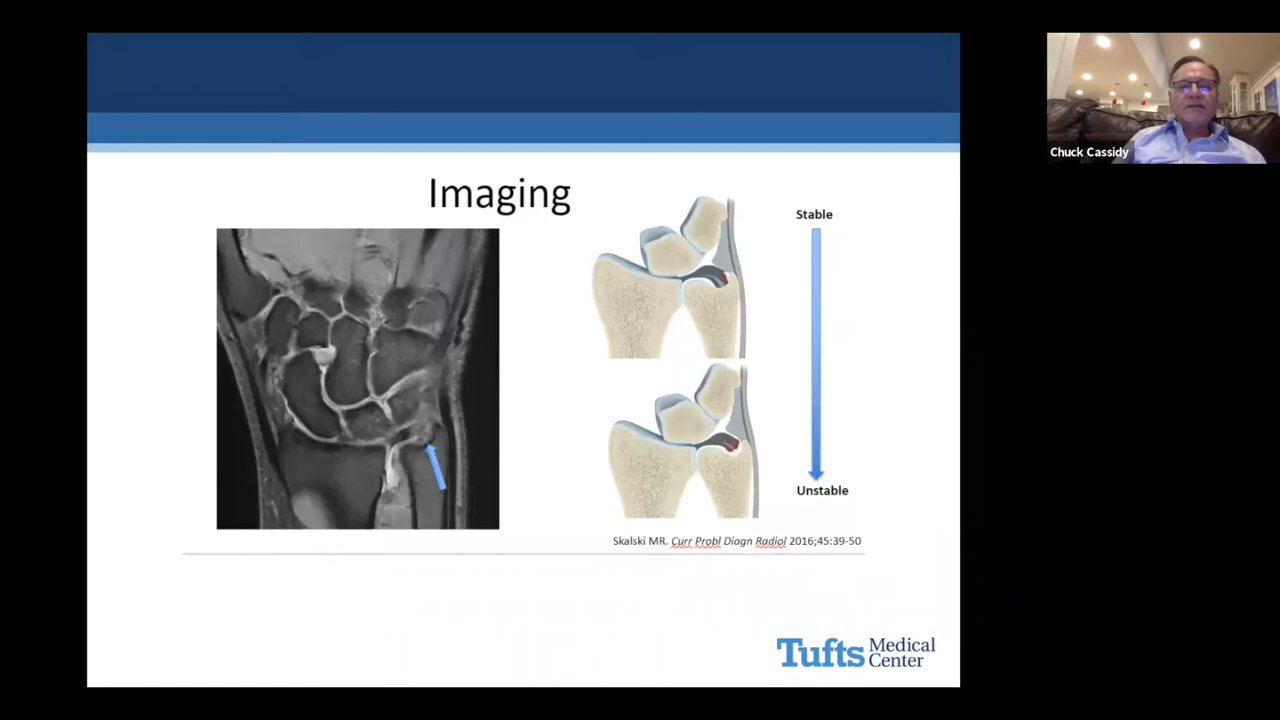 Imaging
Stable
Unstable
Skalski MR. Curr Probl Diagn Radiol 2016;45:39-50
Tufts Medical
Center
Chuck Cassidy